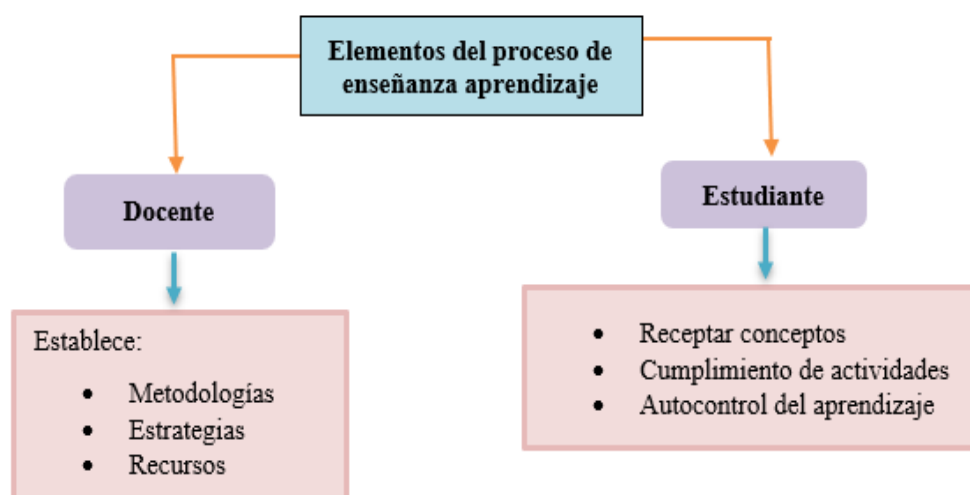 Elementos del proceso de
enseñanza aprendizaje
Docente
Estudiante
Establece:
• Metodologías
• Estrategias
• Recursos
• Receptar conceptos
• Cumplimiento de actividades
• Autocontrol del aprendizaje